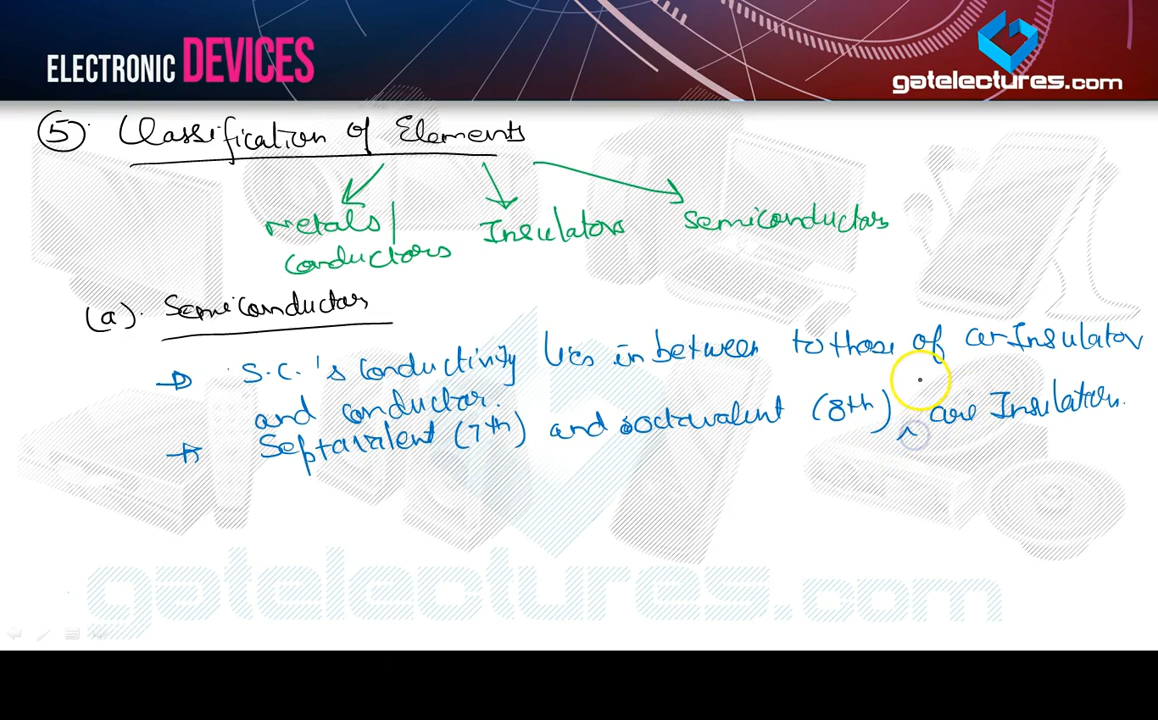 ELECTRONIC DEVICES
gatelectures.com
(5). Classification of Elements
Metals/ Insulators Semiconductors
conductors
(a). Semiconductor
S.C.'s conductivity lies in between to those of an Insulator
and conductor.
Septavalent (7th) and octavalent (8th) ^ are Insulators.
gatelectures.com